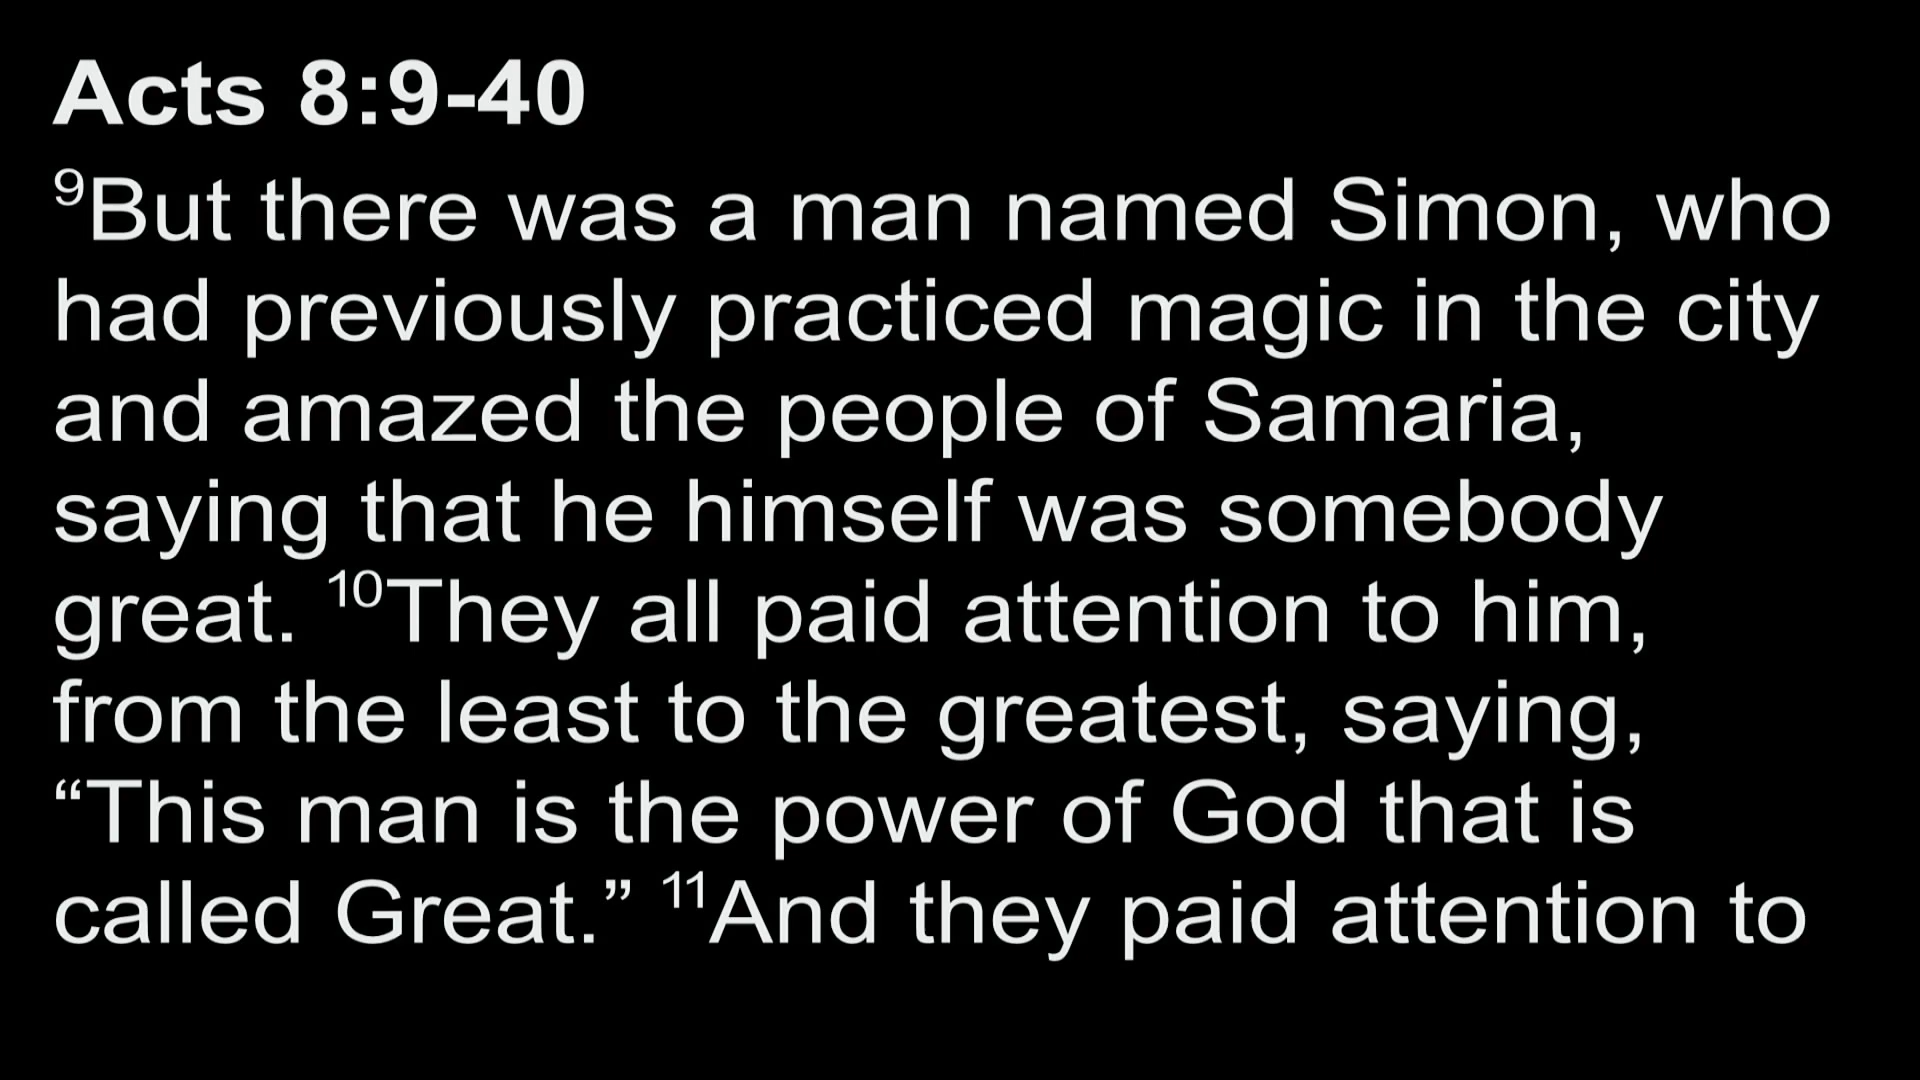 Acts 8:9-40
⁹But there was a man named Simon, who
had previously practiced magic in the city
and amazed the people of Samaria,
saying that he himself was somebody
great. ¹⁰They all paid attention to him,
from the least to the greatest, saying,
“This man is the power of God that is
called Great.” ¹¹And they paid attention to